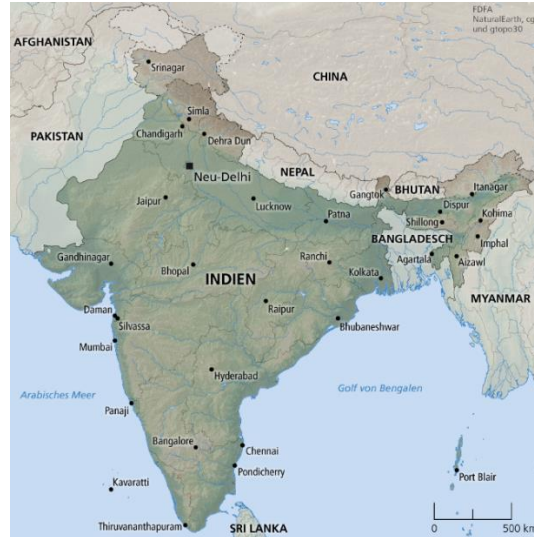 FDFA
NaturalEarth, cg
und gtopo30
AFGHANISTAN
Srinagar
CHINA
Simla
PAKISTAN
Chandigarh
Dehra Dun
Neu-Delhi
NEPAL
Gangtok
BHUTAN
Itanagar
Jaipur
Lucknow
Dispur
Kohima
Patna
Shillong
BANGLADESCH
Imphal
Gandhinagar
Bhopal
Ranchi
Agartala
Aizawl
INDIEN
Kolkata
MYANMAR
Raipur
Daman
Silvassa
Bhubaneshwar
Mumbai
Hyderabad
Arabisches Meer
Golf von Bengalen
Panaji
Bangalore
Chennai
Pondicherry
Kavaratti
Port Blair
Thiruvananthapuram
SRI LANKA
0 500 km